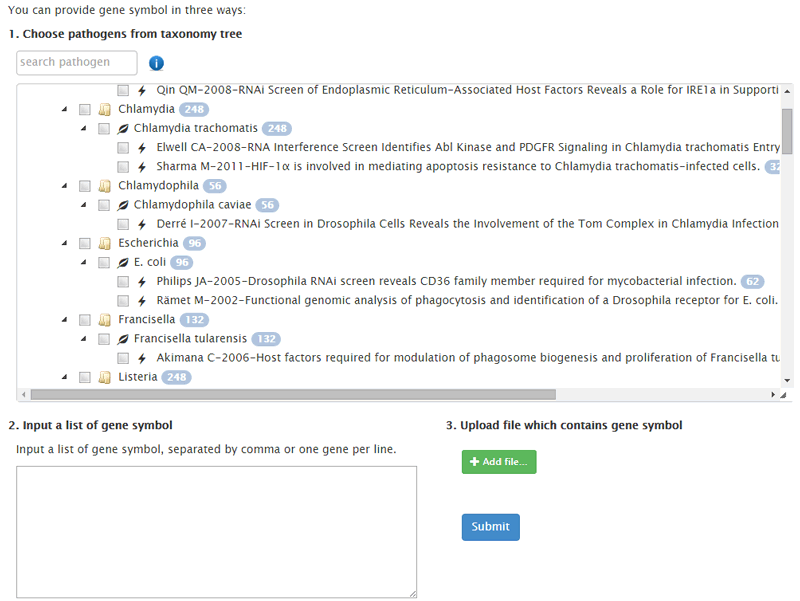 You can provide gene symbol in three ways:
1. Choose pathogens from taxonomy tree
search pathogen
i
Qin QM-2008-RNAi Screen of Endoplasmic Reticulum-Associated Host Factors Reveals a Role for IRE1a in Supporti
Chlamydia 248
Chlamydia trachomatis 248
Elwell CA-2008-RNA Interference Screen Identifies Abl Kinase and PDGFR Signaling in Chlamydia trachomatis Entry
Sharma M-2011-HIF-1α is involved in mediating apoptosis resistance to Chlamydia trachomatis-infected cells. 32
Chlamydophila 56
Chlamydophila caviae 56
Derré I-2007-RNAi Screen in Drosophila Cells Reveals the Involvement of the Tom Complex in Chlamydia Infection
Escherichia 96
E. coli 96
Philips JA-2005-Drosophila RNAi screen reveals CD36 family member required for mycobacterial infection. 62
Rämet M-2002-Functional genomic analysis of phagocytosis and identification of a Drosophila receptor for E. coli.
Francisella 132
Francisella tularensis 132
Akimana C-2006-Host factors required for modulation of phagosome biogenesis and proliferation of Francisella tu
Listeria 248
2. Input a list of gene symbol
Input a list of gene symbol, separated by comma or one gene per line.
3. Upload file which contains gene symbol
Add file...
Submit